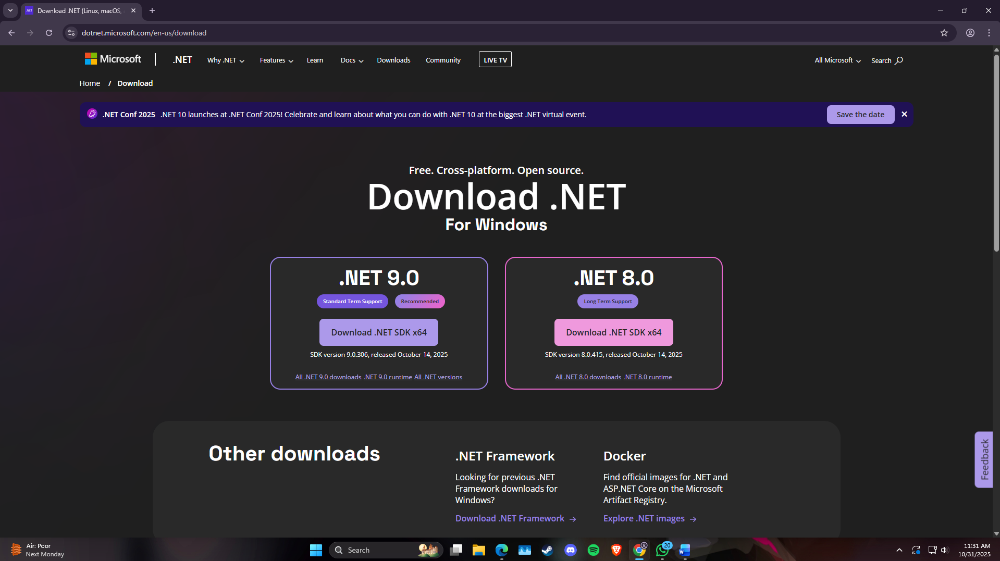 Download .NET (Linux, macOS,
dotnet.microsoft.com/en-us/download
Microsoft
.NET
Why .NET
Features
Learn
Docs
Downloads
Community
LIVE TV
All Microsoft
Search
Home / Download
.NET Conf 2025 .NET 10 launches at .NET Conf 2025! Celebrate and learn about what you can do with .NET 10 at the biggest .NET virtual event.
Save the date
Free. Cross-platform. Open source.
Download .NET
For Windows
.NET 9.0
Standard Term Support
Recommended
Download .NET SDK x64
SDK version 9.0.306, released October 14, 2025
All .NET 9.0 downloads .NET 9.0 runtime All .NET versions
.NET 8.0
Long Term Support
Download .NET SDK x64
SDK version 8.0.415, released October 14, 2025
All .NET 8.0 downloads .NET 8.0 runtime
Other downloads
.NET Framework
Looking for previous .NET
Framework downloads for
Windows?
Download .NET Framework →
Docker
Find official images for .NET and
ASP.NET Core on the Microsoft
Artifact Registry.
Explore .NET images →
Feedback
Air: Poor
Next Monday
Search
20
11:31 AM
10/31/2025